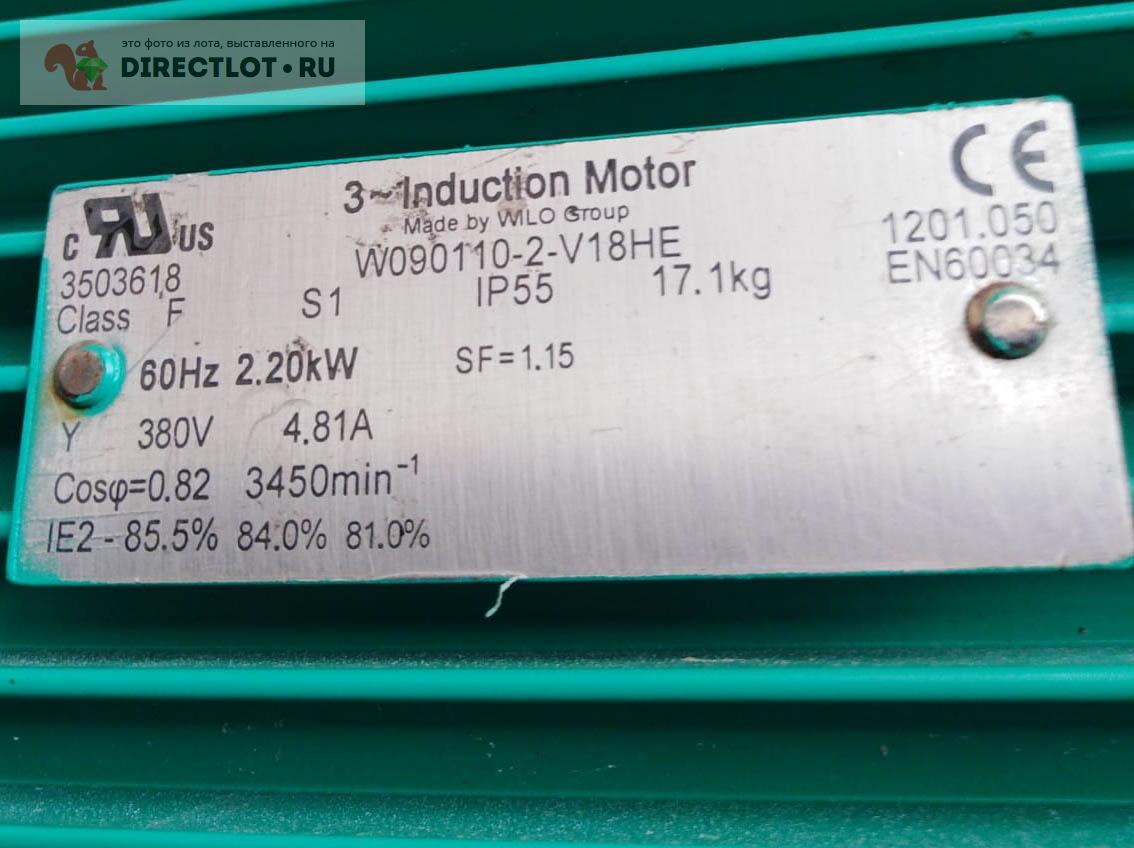 это фото из лота, выставленного на
DIRECTLOT•RU
3~Induction Motor
CE
Made by WILO Group
C RU US
W090110-2-V18HE
1201.050
3503618
IP55 17.1kg
EN60034
Class F S1
60Hz 2.20kW SF=1.15
Y 380V 4.81A
Cosφ=0.82 3450min⁻¹
IE2 - 85.5% 84.0% 81.0%